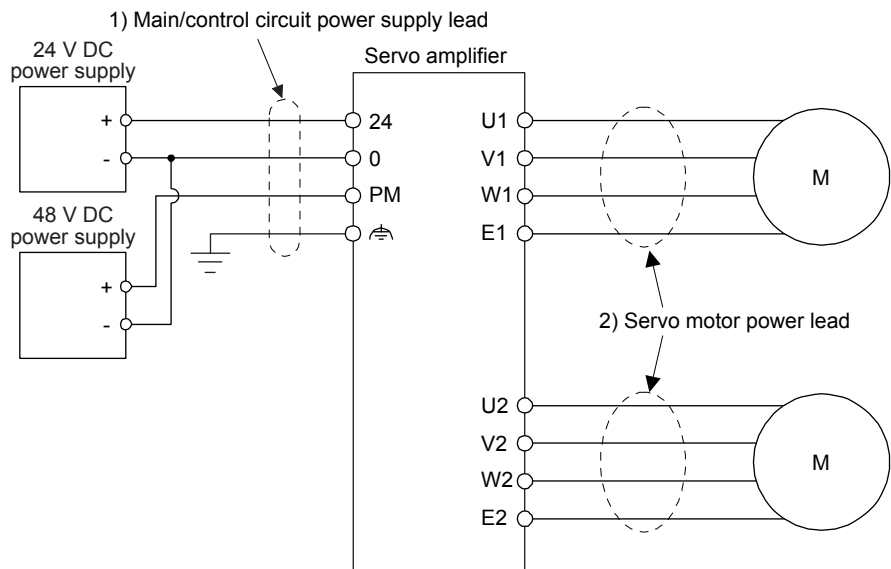 1) Main/control circuit power supply lead
24 V DC
power supply
+
-
48 V DC
power supply
+
-
Servo amplifier
24
0
PM
U1
V1
W1
E1
M
2) Servo motor power lead
U2
V2
W2
E2
M